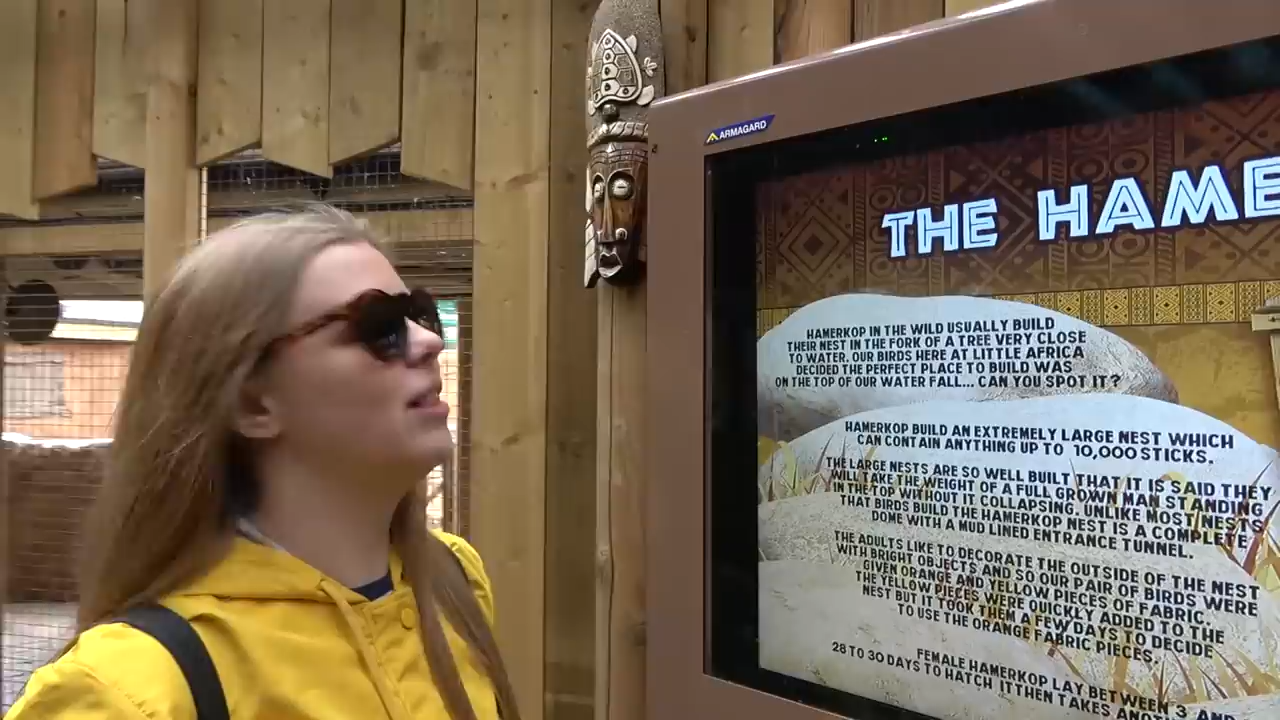 ARMAGARD
THE HAME
HAMERKOP IN THE WILD USUALLY BUILD
THEIR NEST IN THE FORK OF A TREE VERY CLOSE
TO WATER. OUR BIRDS HERE AT LITTLE AFRICA
DECIDED THE PERFECT PLACE TO BUILD WAS
ON THE TOP OF OUR WATER FALL... CAN YOU SPOT IT?
HAMERKOP BUILD AN EXTREMELY LARGE NEST WHICH
CAN CONTAIN ANYTHING UP TO 10,000 STICKS.
THE LARGE NESTS ARE SO WELL BUILT THAT IT IS SAID THEY
WILL TAKE THE WEIGHT OF A FULL GROWN MAN STANDING
IN THE TOP WITHOUT IT COLLAPSING. UNLIKE MOST NESTS
THAT BIRDS BUILD THE HAMERKOP NEST IS A COMPLETE
DOME WITH A MUD LINED ENTRANCE TUNNEL.
THE ADULTS LIKE TO DECORATE THE OUTSIDE OF THE NEST
WITH BRIGHT OBJECTS AND SO OUR PAIR OF BIRDS WERE
GIVEN ORANGE AND YELLOW PIECES OF FABRIC.
THE YELLOW PIECES WERE QUICKLY ADDED TO THE
NEST BUT IT TOOK THEM A FEW DAYS TO DECIDE
TO USE THE ORANGE FABRIC PIECES.
FEMALE HAMERKOP LAY BETWEEN 3 AND
28 TO 30 DAYS TO HATCH IT THEN TAKES